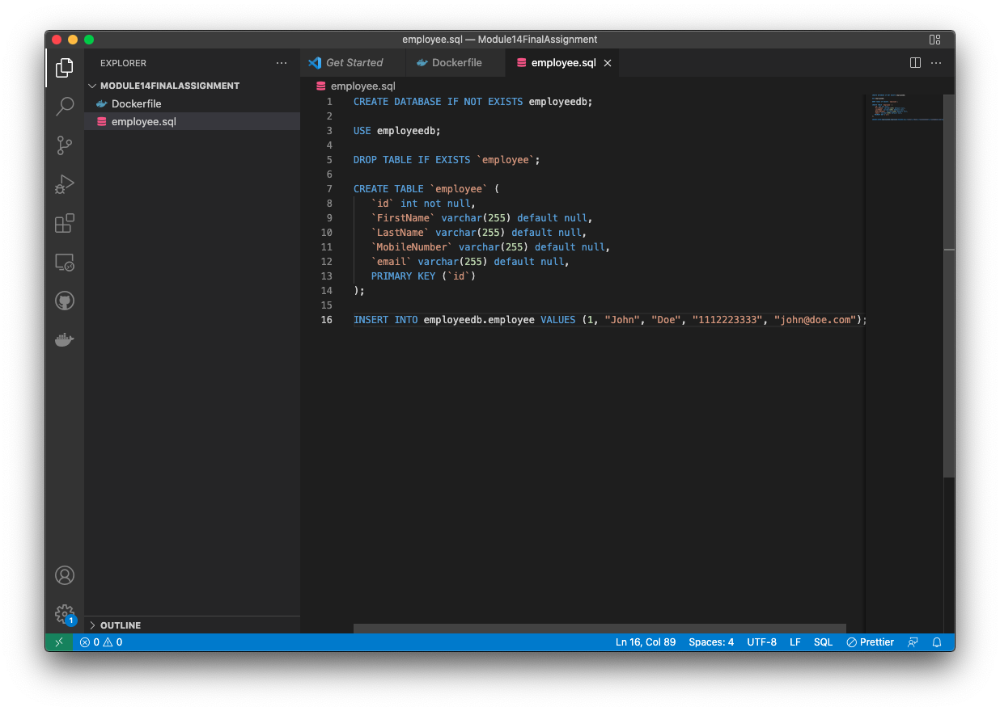 employee.sql — Module14FinalAssignment
EXPLORER
MODULE14FINALASSIGNMENT
Dockerfile
employee.sql
OUTLINE
Get Started
Dockerfile
employee.sql
employee.sql
1 CREATE DATABASE IF NOT EXISTS employeedb;
2
3 USE employeedb;
4
5 DROP TABLE IF EXISTS `employee`;
6
7 CREATE TABLE `employee` (
8 `id` int not null,
9 `FirstName` varchar(255) default null,
10 `LastName` varchar(255) default null,
11 `MobileNumber` varchar(255) default null,
12 `email` varchar(255) default null,
13 PRIMARY KEY (`id`)
14 );
15
16 INSERT INTO employeedb.employee VALUES (1, "John", "Doe", "1112223333", "john@doe.com");
1
0 0 Ln 16, Col 89 Spaces: 4 UTF-8 LF SQL Prettier